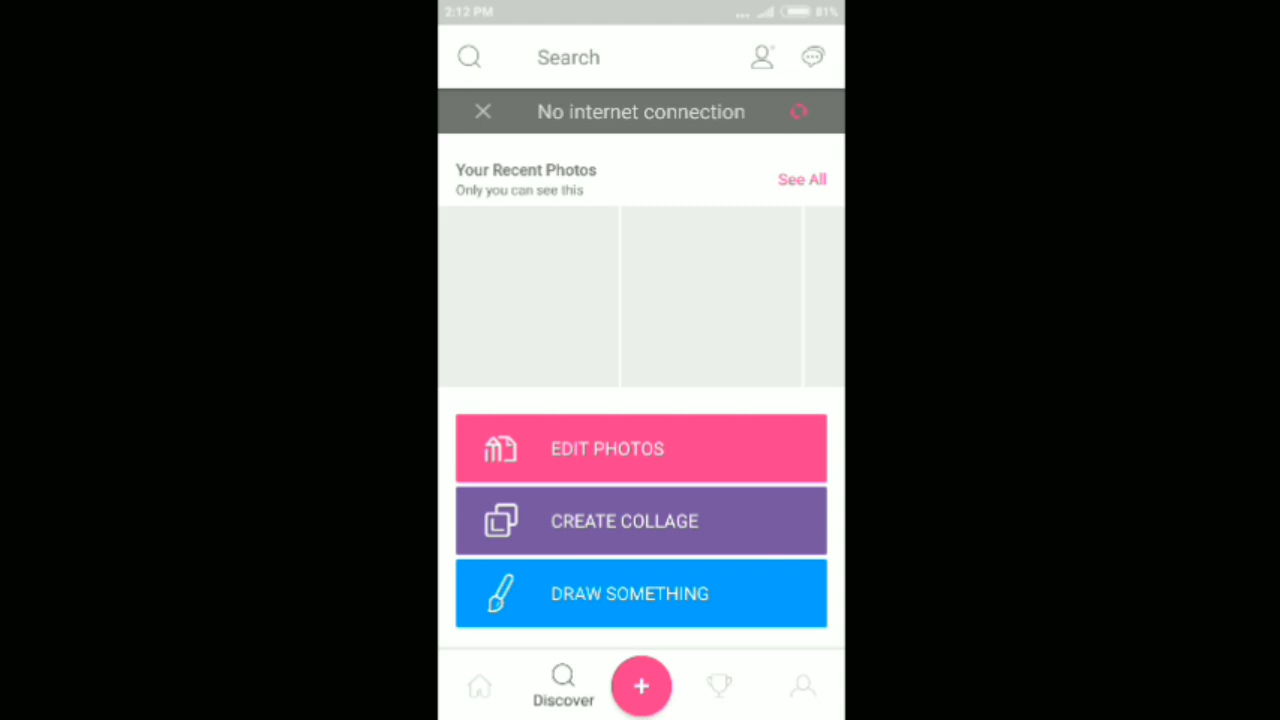 2:12 PM
81%
Search
No internet connection
Your Recent Photos
See All
Only you can see this
EDIT PHOTOS
CREATE COLLAGE
DRAW SOMETHING
Discover